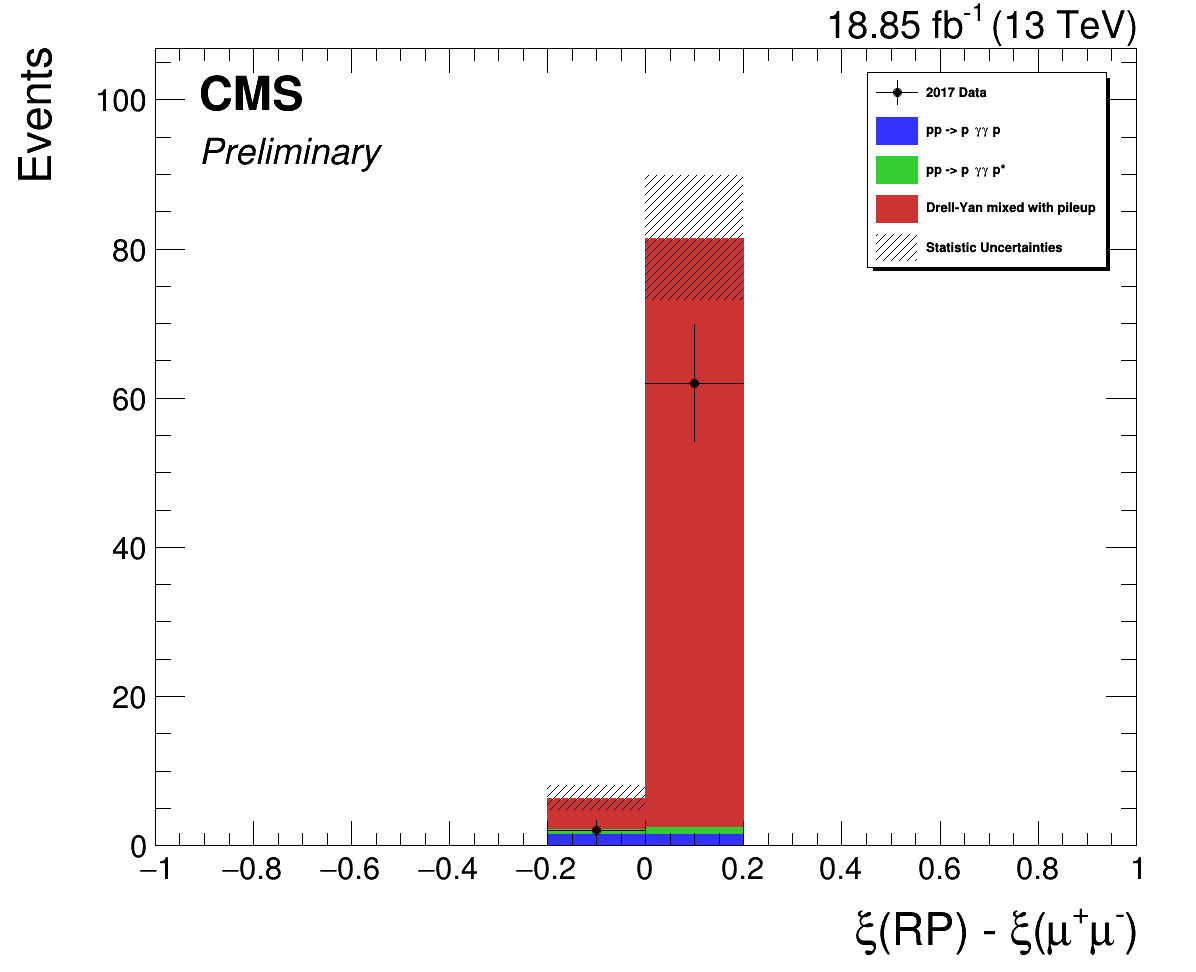 18.85 fb⁻¹ (13 TeV)
Events
CMS
Preliminary
2017 Data
pp -> p γγ p
pp -> p γγ p*
Drell-Yan mixed with pileup
Statistic Uncertainties
100
80
60
40
20
0
−1 −0.8 −0.6 −0.4 −0.2 0 0.2 0.4 0.6 0.8 1
ξ(RP) - ξ(μ⁺μ⁻)